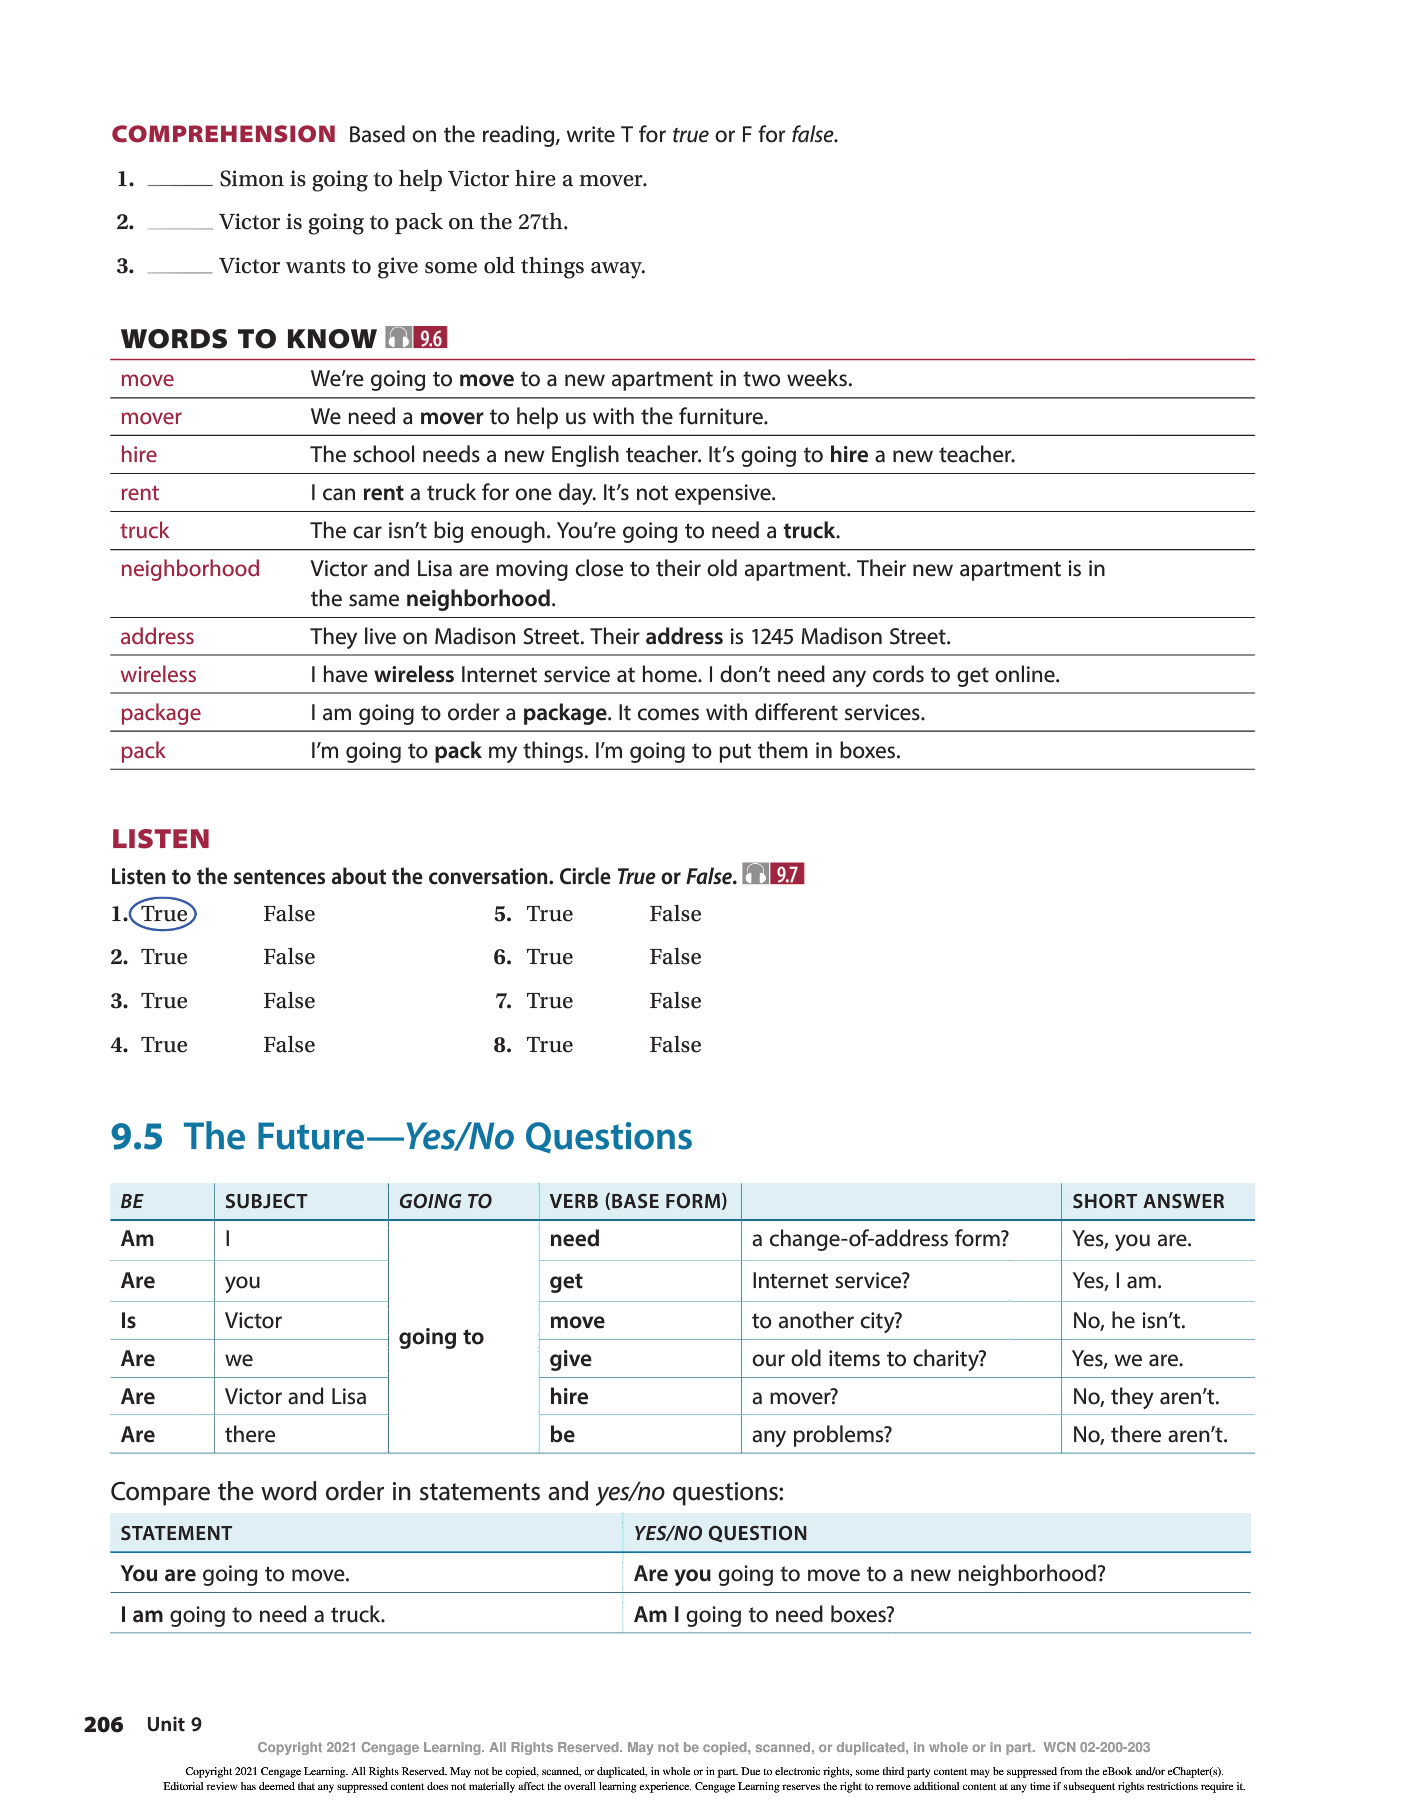 COMPREHENSION Based on the reading, write T for true or F for false.
1. ______ Simon is going to help Victor hire a mover.
2. ______ Victor is going to pack on the 27th.
3. ______ Victor wants to give some old things away.
WORDS TO KNOW 9.6
move We're going to move to a new apartment in two weeks.
mover We need a mover to help us with the furniture.
hire The school needs a new English teacher. It's going to hire a new teacher.
rent I can rent a truck for one day. It's not expensive.
truck The car isn't big enough. You're going to need a truck.
neighborhood Victor and Lisa are moving close to their old apartment. Their new apartment is in
the same neighborhood.
address They live on Madison Street. Their address is 1245 Madison Street.
wireless I have wireless Internet service at home. I don't need any cords to get online.
package I am going to order a package. It comes with different services.
pack I'm going to pack my things. I'm going to put them in boxes.
LISTEN
Listen to the sentences about the conversation. Circle True or False. 9.7
1. True False 5. True False
2. True False 6. True False
3. True False 7. True False
4. True False 8. True False
9.5 The Future—Yes/No Questions
BE SUBJECT GOING TO VERB (BASE FORM) SHORT ANSWER
Am I need a change-of-address form? Yes, you are.
Are you get Internet service? Yes, I am.
Is Victor move to another city? No, he isn't.
going to
Are we give our old items to charity? Yes, we are.
Are Victor and Lisa hire a mover? No, they aren't.
Are there be any problems? No, there aren't.
Compare the word order in statements and yes/no questions:
STATEMENT YES/NO QUESTION
You are going to move. Are you going to move to a new neighborhood?
I am going to need a truck. Am I going to need boxes?
206 Unit 9
Copyright 2021 Cengage Learning. All Rights Reserved. May not be copied, scanned, or duplicated, in whole or in part. WCN 02-200-203
Copyright 2021 Cengage Learning. All Rights Reserved. May not be copied, scanned, or duplicated, in whole or in part. Due to electronic rights, some third party content may be suppressed from the eBook and/or eChapter(s).
Editorial review has deemed that any suppressed content does not materially affect the overall learning experience. Cengage Learning reserves the right to remove additional content at any time if subsequent rights restrictions require it.